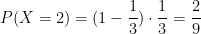 P(X = 2) = (1 − 1/3) · 1/3 = 2/9